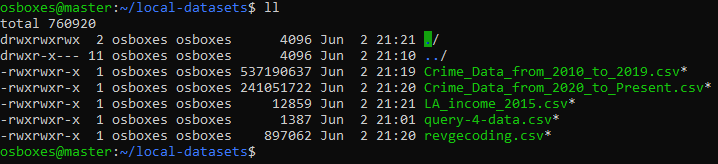 osboxes@master:~/local-datasets$ ll
total 760920
drwxrwxrwx  2 osboxes osboxes      4096 Jun  2 21:21 ./
drwxr-x--- 11 osboxes osboxes      4096 Jun  2 21:10 ../
-rwxrwxr-x  1 osboxes osboxes 537190637 Jun  2 21:19 Crime_Data_from_2010_to_2019.csv*
-rwxrwxr-x  1 osboxes osboxes 241051722 Jun  2 21:20 Crime_Data_from_2020_to_Present.csv*
-rwxrwxr-x  1 osboxes osboxes     12859 Jun  2 21:21 LA_income_2015.csv*
-rwxrwxr-x  1 osboxes osboxes      1387 Jun  2 21:01 query-4-data.csv*
-rwxrwxr-x  1 osboxes osboxes    897062 Jun  2 21:20 revgecoding.csv*
osboxes@master:~/local-datasets$